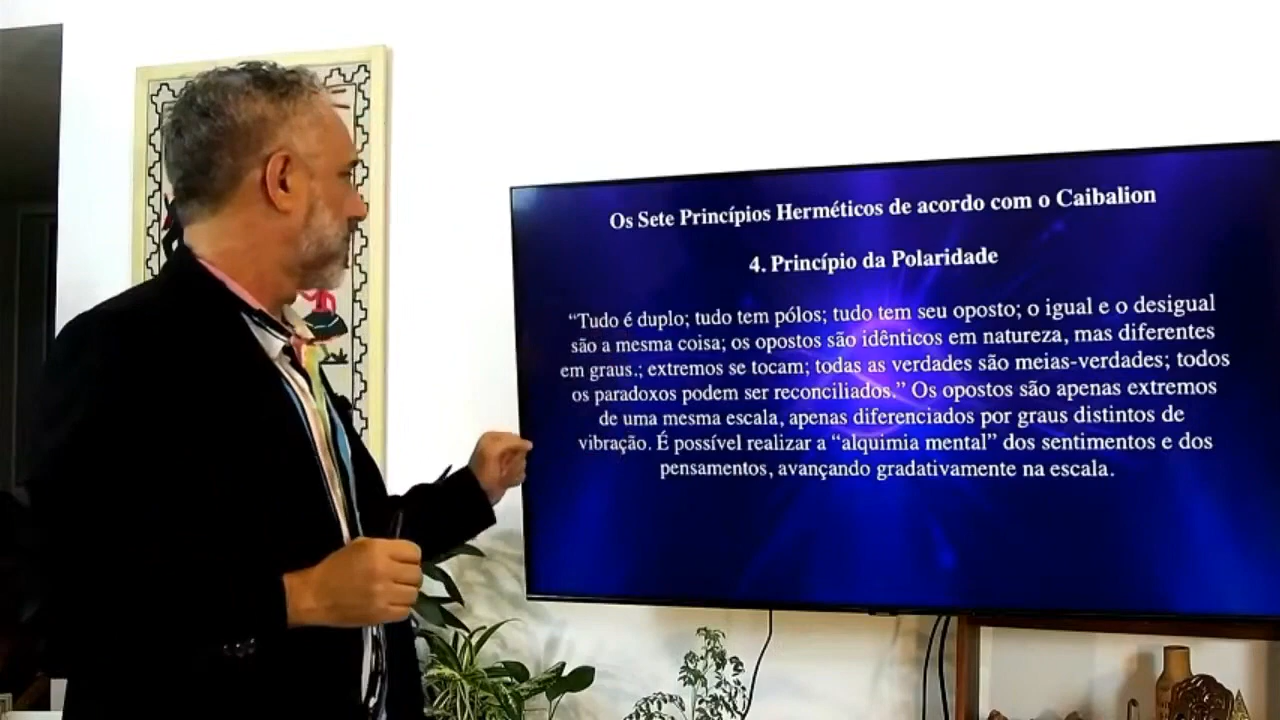 Os Sete Princípios Herméticos de acordo com o Caibalion
4. Princípio da Polaridade
“Tudo é duplo; tudo tem pólos; tudo tem seu oposto; o igual e o desigual
são a mesma coisa; os opostos são idênticos em natureza, mas diferentes
em graus.; extremos se tocam; todas as verdades são meias-verdades; todos
os paradoxos podem ser reconciliados.” Os opostos são apenas extremos
de uma mesma escala, apenas diferenciados por graus distintos de
vibração. É possível realizar a “alquimia mental” dos sentimentos e dos
pensamentos, avançando gradativamente na escala.